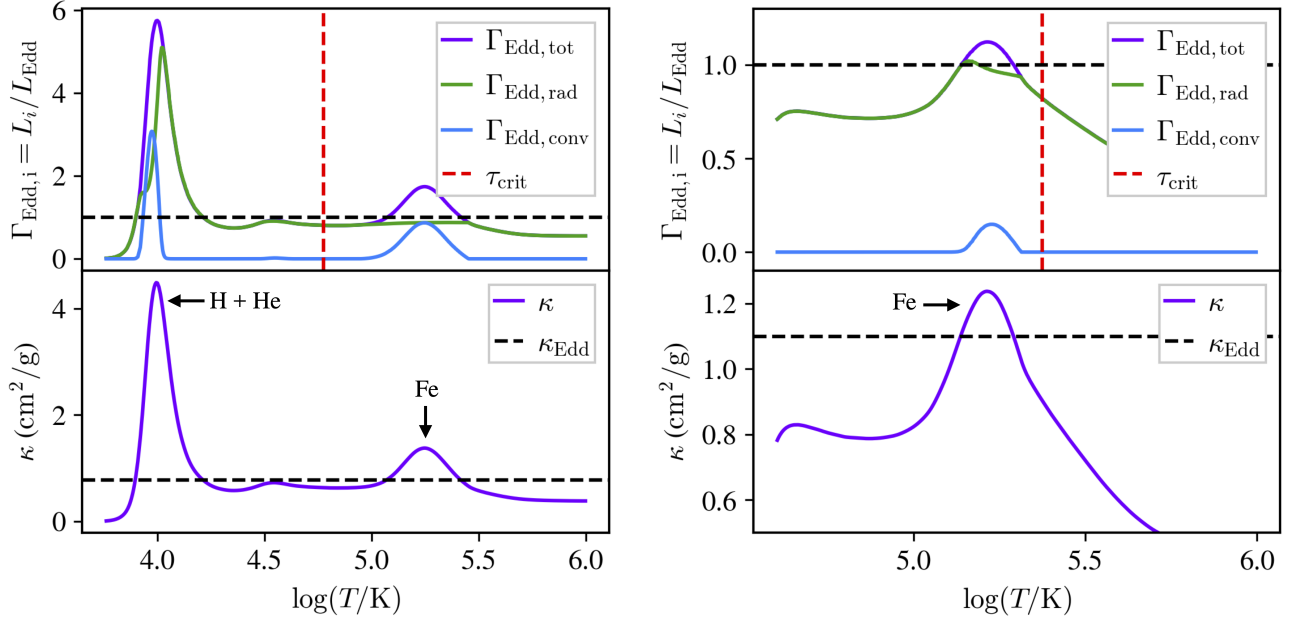 Γ_Edd,i = L_i/L_Edd
6
4
2
0
Γ_Edd,tot
Γ_Edd,rad
Γ_Edd,conv
τ_crit
κ (cm²/g)
4
2
0
H + He
Fe
κ
κ_Edd
4.0 4.5 5.0 5.5 6.0
log(T/K)
Γ_Edd,i = L_i/L_Edd
1.0
0.5
0.0
Γ_Edd,tot
Γ_Edd,rad
Γ_Edd,conv
τ_crit
κ (cm²/g)
1.2
1.0
0.8
0.6
Fe
κ
κ_Edd
5.0 5.5 6.0
log(T/K)